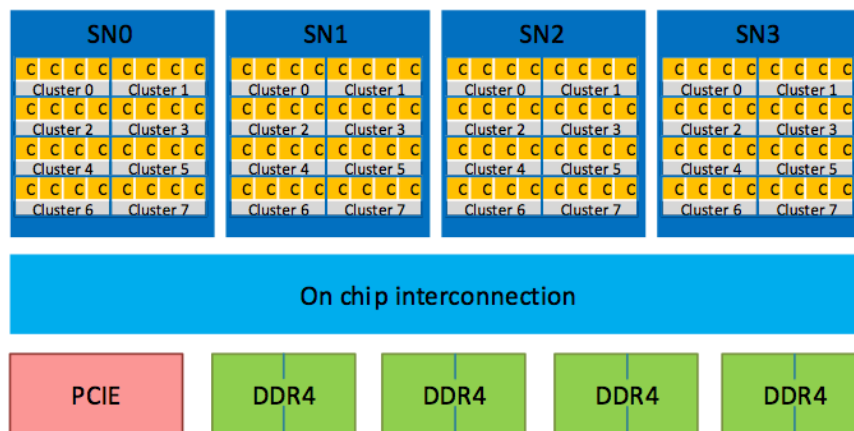 SN0 SN1 SN2 SN3
C C C C C C C C C C C C C C C C C C C C C C C C C C C C C C C C
Cluster 0 Cluster 1 Cluster 0 Cluster 1 Cluster 0 Cluster 1 Cluster 0 Cluster 1
C C C C C C C C C C C C C C C C C C C C C C C C C C C C C C C C
Cluster 2 Cluster 3 Cluster 2 Cluster 3 Cluster 2 Cluster 3 Cluster 2 Cluster 3
C C C C C C C C C C C C C C C C C C C C C C C C C C C C C C C C
Cluster 4 Cluster 5 Cluster 4 Cluster 5 Cluster 4 Cluster 5 Cluster 4 Cluster 5
C C C C C C C C C C C C C C C C C C C C C C C C C C C C C C C C
Cluster 6 Cluster 7 Cluster 6 Cluster 7 Cluster 6 Cluster 7 Cluster 6 Cluster 7
On chip interconnection
PCIE DDR4 DDR4 DDR4 DDR4